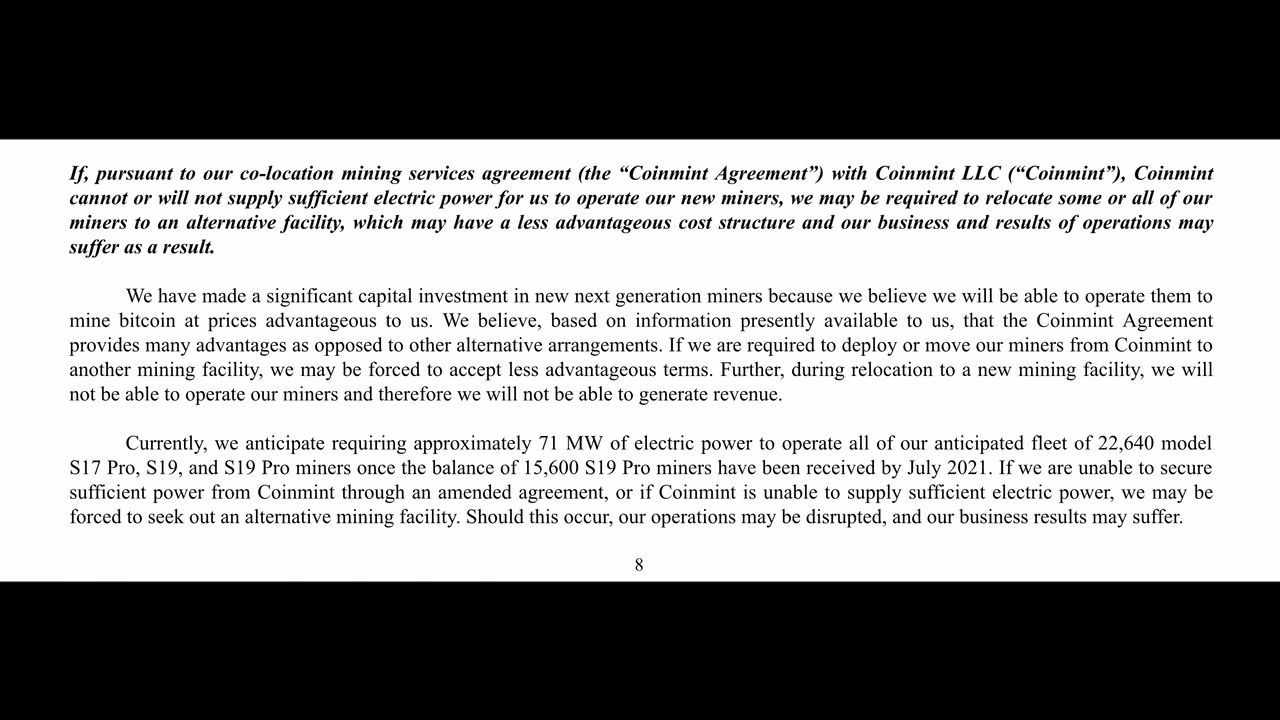 If, pursuant to our co-location mining services agreement (the “Coinmint Agreement”) with Coinmint LLC (“Coinmint”), Coinmint
cannot or will not supply sufficient electric power for us to operate our new miners, we may be required to relocate some or all of our
miners to an alternative facility, which may have a less advantageous cost structure and our business and results of operations may
suffer as a result.
We have made a significant capital investment in new next generation miners because we believe we will be able to operate them to
mine bitcoin at prices advantageous to us. We believe, based on information presently available to us, that the Coinmint Agreement
provides many advantages as opposed to other alternative arrangements. If we are required to deploy or move our miners from Coinmint to
another mining facility, we may be forced to accept less advantageous terms. Further, during relocation to a new mining facility, we will
not be able to operate our miners and therefore we will not be able to generate revenue.
Currently, we anticipate requiring approximately 71 MW of electric power to operate all of our anticipated fleet of 22,640 model
S17 Pro, S19, and S19 Pro miners once the balance of 15,600 S19 Pro miners have been received by July 2021. If we are unable to secure
sufficient power from Coinmint through an amended agreement, or if Coinmint is unable to supply sufficient electric power, we may be
forced to seek out an alternative mining facility. Should this occur, our operations may be disrupted, and our business results may suffer.
8